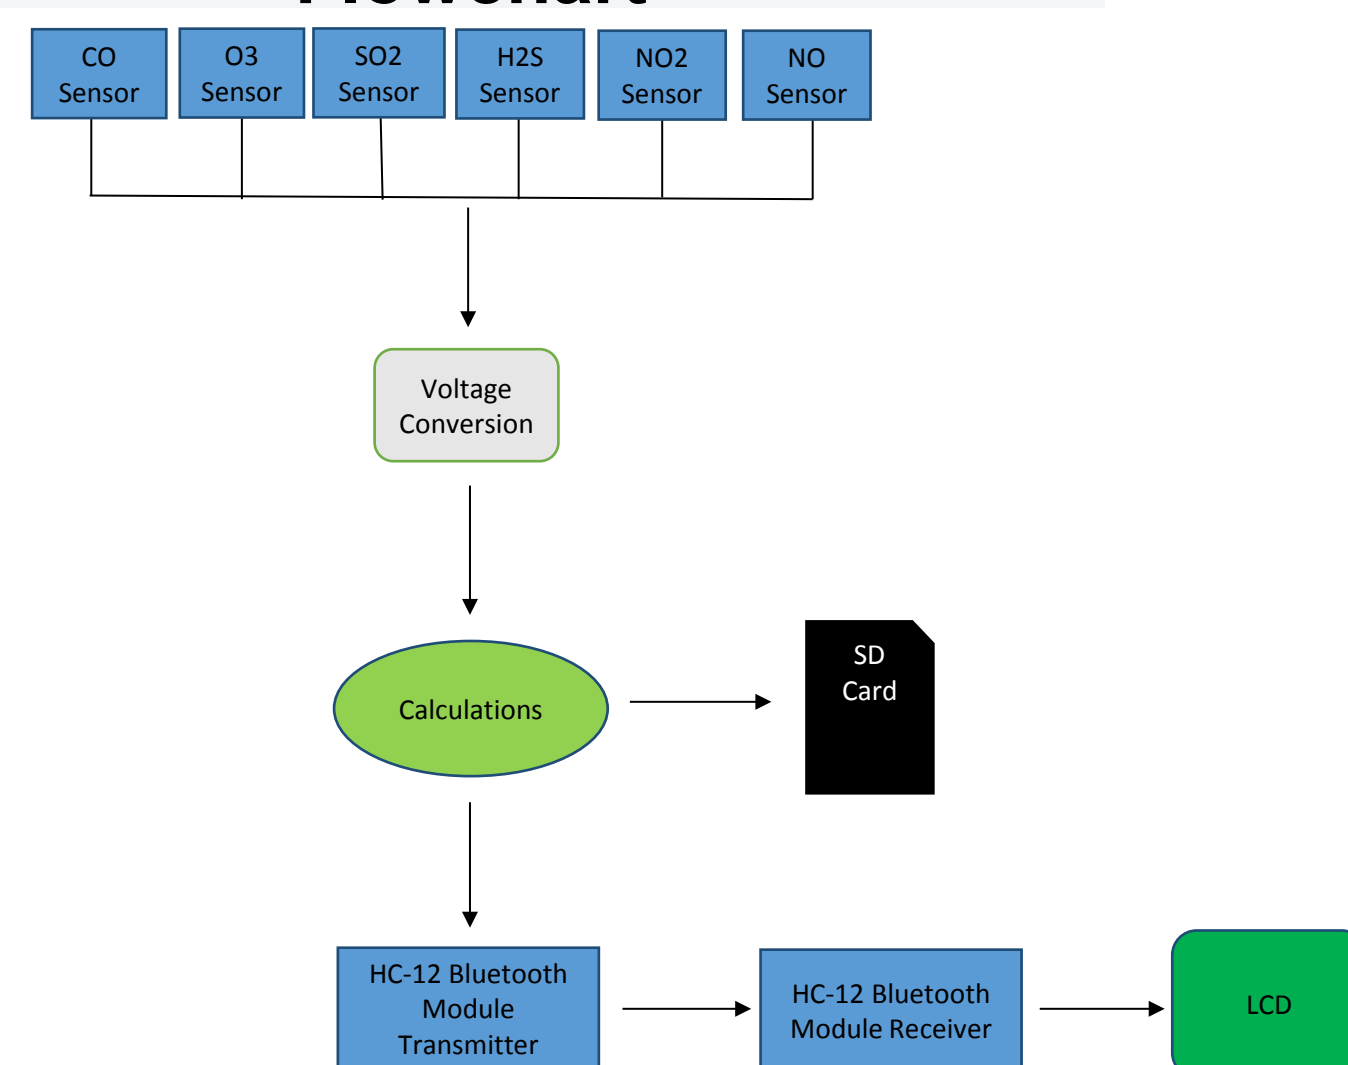 Flowchart
CO
Sensor
O3
Sensor
SO2
Sensor
H2S
Sensor
NO2
Sensor
NO
Sensor
Voltage
Conversion
Calculations
SD
Card
HC-12 Bluetooth
Module
Transmitter
HC-12 Bluetooth
Module Receiver
LCD